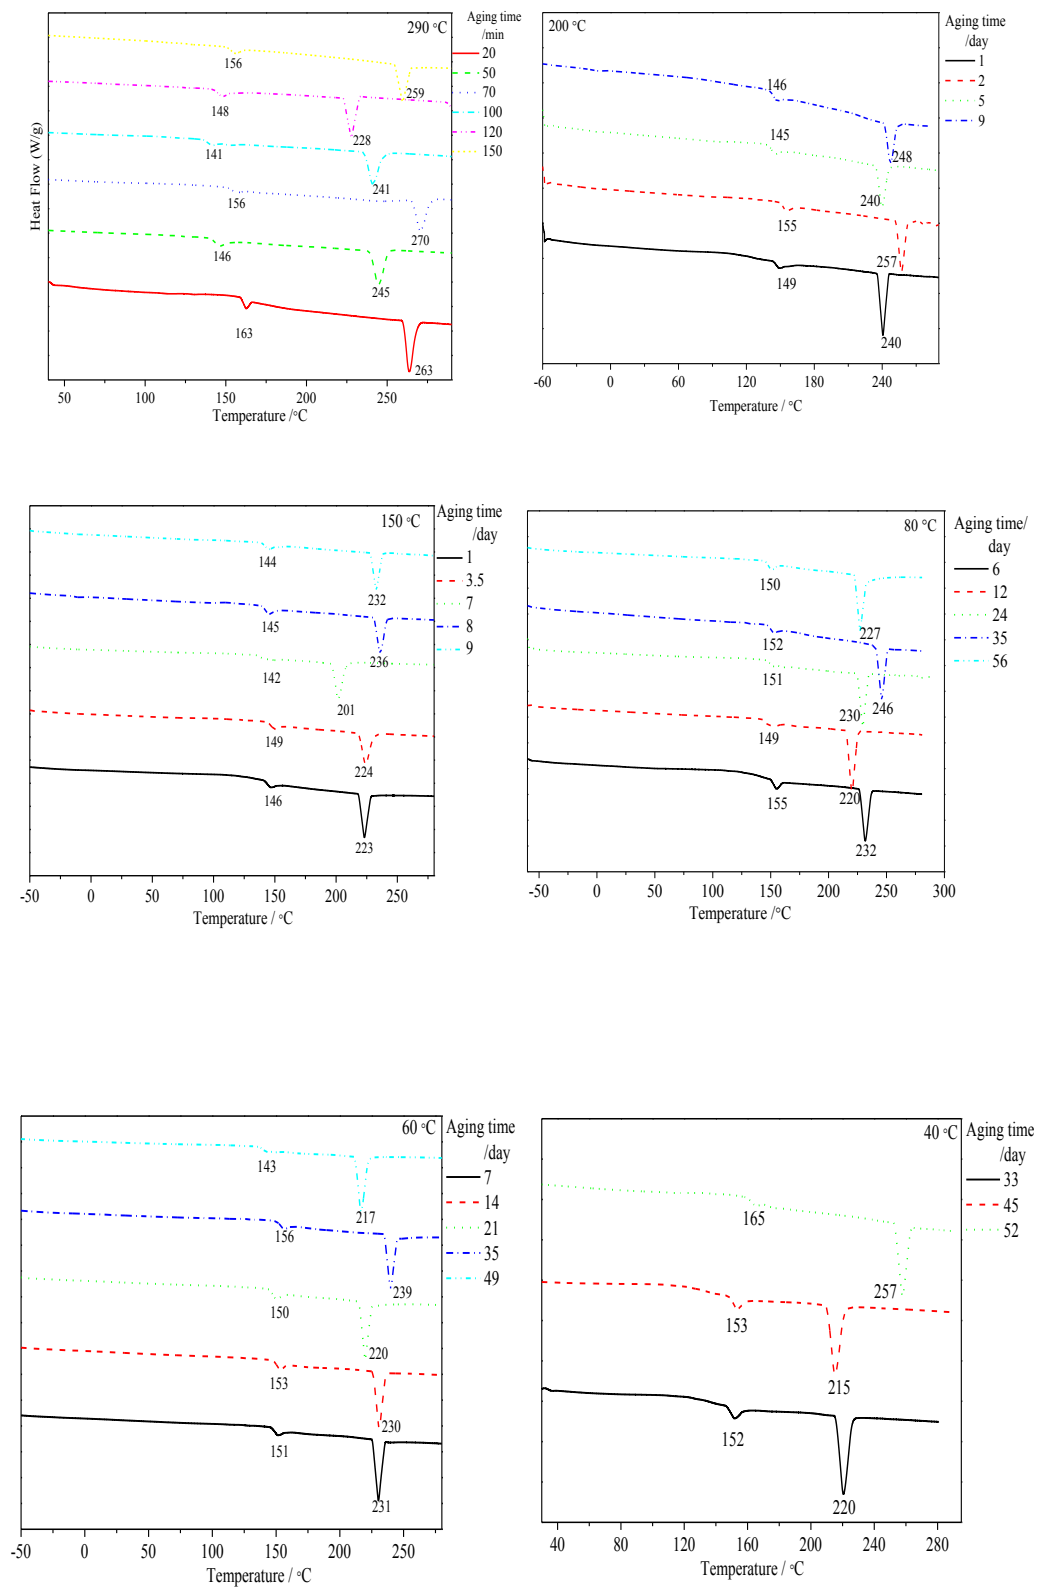 290 °C
Aging time
/min
20
50
70
100
120
150
156
259
148
228
141
241
156
270
146
245
163
263
Heat Flow (W/g)
50 100 150 200 250
Temperature /°C
200 °C
Aging time
/day
1
2
5
9
146
248
145
240
155
257
149
240
-60 0 60 120 180 240
Temperature /°C
150 °C
Aging time
/day
1
3.5
7
8
9
144
232
145
236
142
201
149
224
146
223
-50 0 50 100 150 200 250
Temperature / °C
80 °C
Aging time/
day
6
12
24
35
56
150
227
152
246
151
230
149
220
155
232
-50 0 50 100 150 200 250 300
Temperature / °C
60 °C
Aging time
/day
7
14
21
35
49
143
217
156
239
150
220
153
230
151
231
-50 0 50 100 150 200 250
Temperature / °C
40 °C
Aging time
/day
33
45
52
165
257
153
215
152
220
40 80 120 160 200 240 280
Temperature / °C